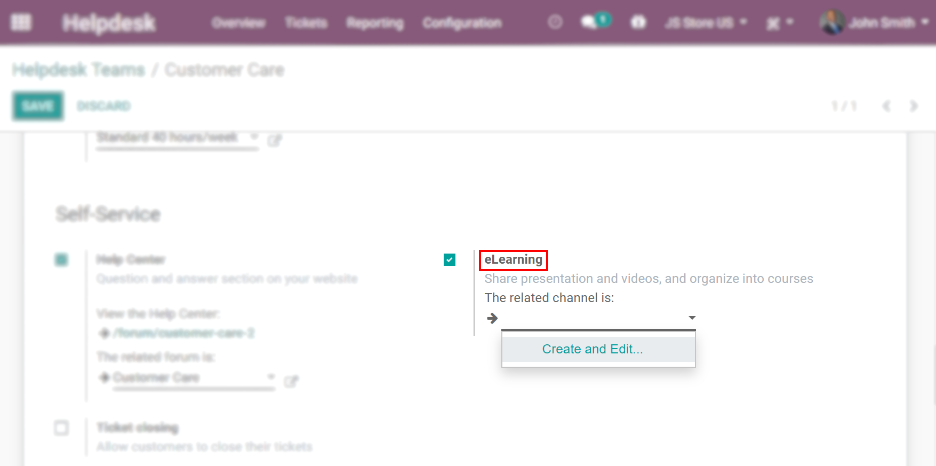 Helpdesk Overview Tickets Reporting Configuration 5 JS Store US John Smith
Helpdesk Teams / Customer Care
SAVE DISCARD 1 / 1
Standard 40 hours/week
Self-Service
Help Center
Question and answer section on your website
View the Help Center:
/forum/customer-care-2
The related forum is:
Customer Care
Ticket closing
Allow customers to close their tickets
eLearning
Share presentation and videos, and organize into courses
The related channel is:
Create and Edit...